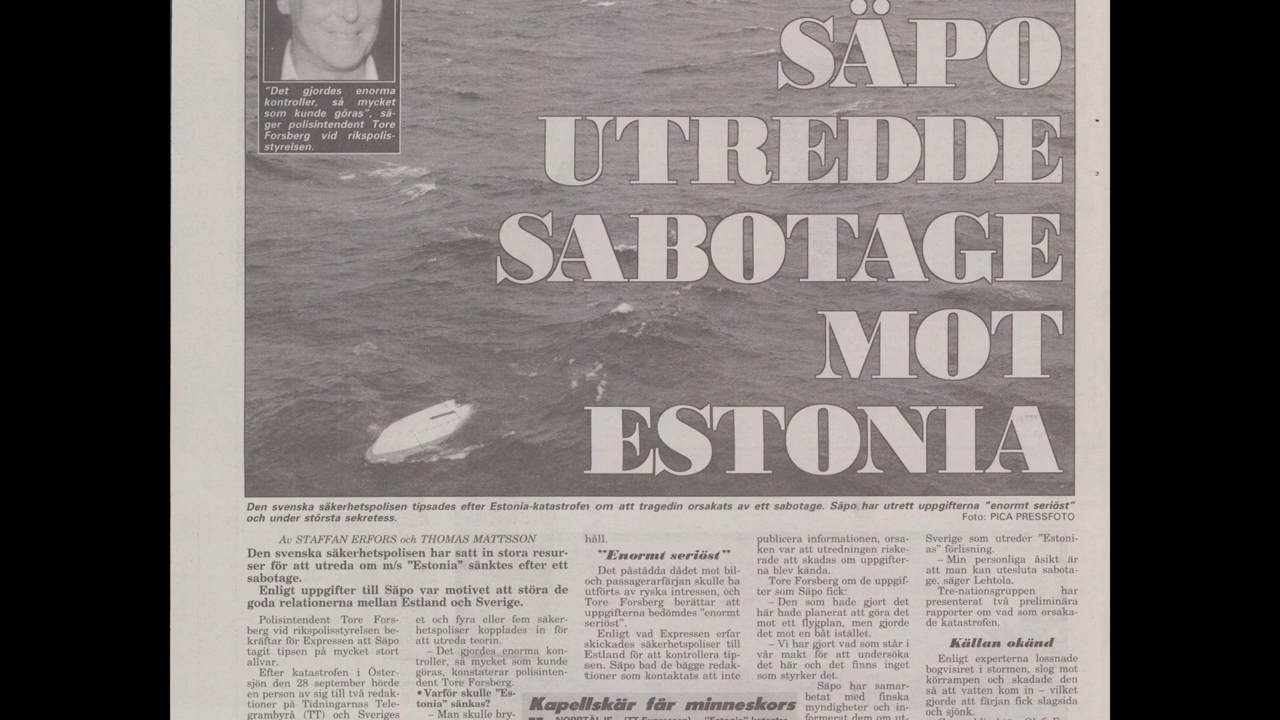 SÄPO
UTREDDE
SABOTAGE
MOT
ESTONIA
"Det gjordes enorma
kontroller, så mycket
som kunde göras", sä-
ger polisintendent Tore
Forsberg vid rikspolis-
styrelsen.
Den svenska säkerhetspolisen tipsades efter Estonia-katastrofen om att tragedin orsakats av ett sabotage. Säpo har utrett uppgifterna "enormt seriöst"
och under största sekretess.
Foto: PICA PRESSFOTO
Av STAFFAN ERFORS och THOMAS MATTSSON
Den svenska säkerhetspolisen har satt in stora resur-
ser för att utreda om m/s "Estonia" sänktes efter ett
sabotage.
Enligt uppgifter till Säpo var motivet att störa de
goda relationerna mellan Estland och Sverige.
Polisintendent Tore Fors-
berg vid rikspolisstyrelsen be-
kräftar för Expressen att Säpo
tagit tipsen på mycket stort
allvar.
Efter katastrofen i Öster-
sjön den 28 september hörde
en person av sig till två redak-
tioner på Tidningarnas Tele-
grambyrå (TT) och Sveriges
et och fyra eller fem säker-
hetspoliser kopplades in för
att utreda teorin.
– Det gjordes enorma kon-
troller, så mycket som kunde
göras, konstaterar polisinten-
dent Tore Forsberg.
• Varför skulle "Es-
tonia" sänkas?
– Man skulle bry-
håll.
"Enormt seriöst"
Det påstådda dådet mot bil-
och passagerarfärjan skulle ha
utförts av ryska intressen, och
Tore Forsberg berättar att
uppgifterna bedömdes "enormt
seriöst".
Enligt vad Expressen erfar
skickades säkerhetspoliser till
Estland för att kontrollera tip-
sen. Säpo bad de bägge redak-
tioner som kontaktats att inte
Kapellskär får minneskors
publicera informationen, orsa-
ken var att utredningen riske-
rade att skadas om uppgifter-
na blev kända.
Tore Forsberg om de uppgif-
ter som Säpo fick:
– Den som hade gjort det
här hade planerat att göra det
mot ett flygplan, men gjorde
det mot en båt istället.
– Vi har gjort vad som står i
vår makt för att undersöka
det här och det finns inget
som styrker det.
Säpo har samar-
betat med finska
myndigheter och in-
formerat dem om ut-
Sverige som utreder "Estoni-
as" förlisning.
– Min personliga åsikt är
att man kan utesluta sabota-
ge, säger Lehtola.
Tre-nationsgruppen har
presenterat två preliminära
rapporter om vad som orsaka-
de katastrofen.
Källan okänd
Enligt experterna lossnade
bogvisiret i stormen, slog mot
körrampen och skadade den
så att vatten kom in – vilket
gjorde att färjan fick slagsida
och sjönk.